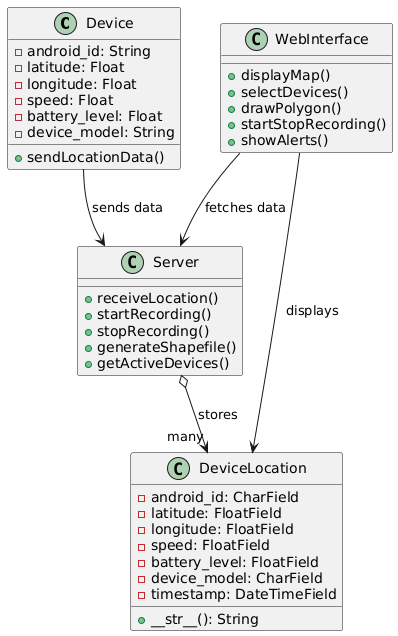 C Device
android_id: String
latitude: Float
longitude: Float
speed: Float
battery_level: Float
device_model: String
sendLocationData()
C WebInterface
displayMap()
selectDevices()
drawPolygon()
startStopRecording()
showAlerts()
sends data
fetches data
C Server
receiveLocation()
startRecording()
stopRecording()
generateShapefile()
getActiveDevices()
displays
stores
many
C DeviceLocation
android_id: CharField
latitude: FloatField
longitude: FloatField
speed: FloatField
battery_level: FloatField
device_model: CharField
timestamp: DateTimeField
__str__(): String